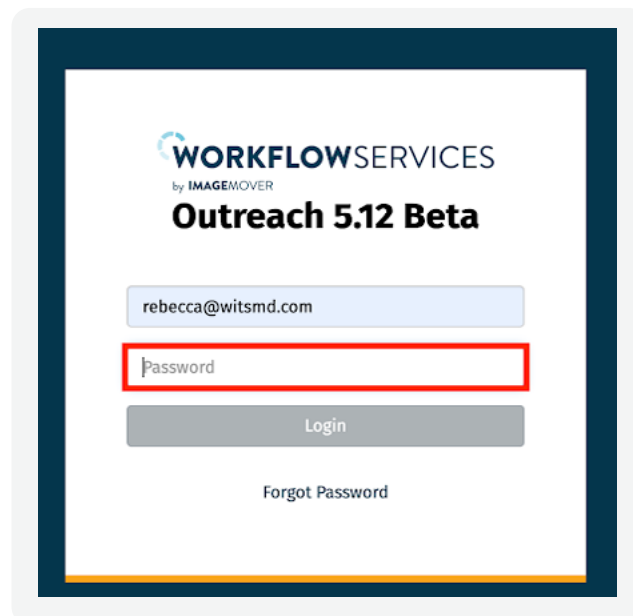 WORKFLOWSERVICES
by IMAGEMOVER
Outreach 5.12 Beta
rebecca@witsmd.com
Password
Login
Forgot Password